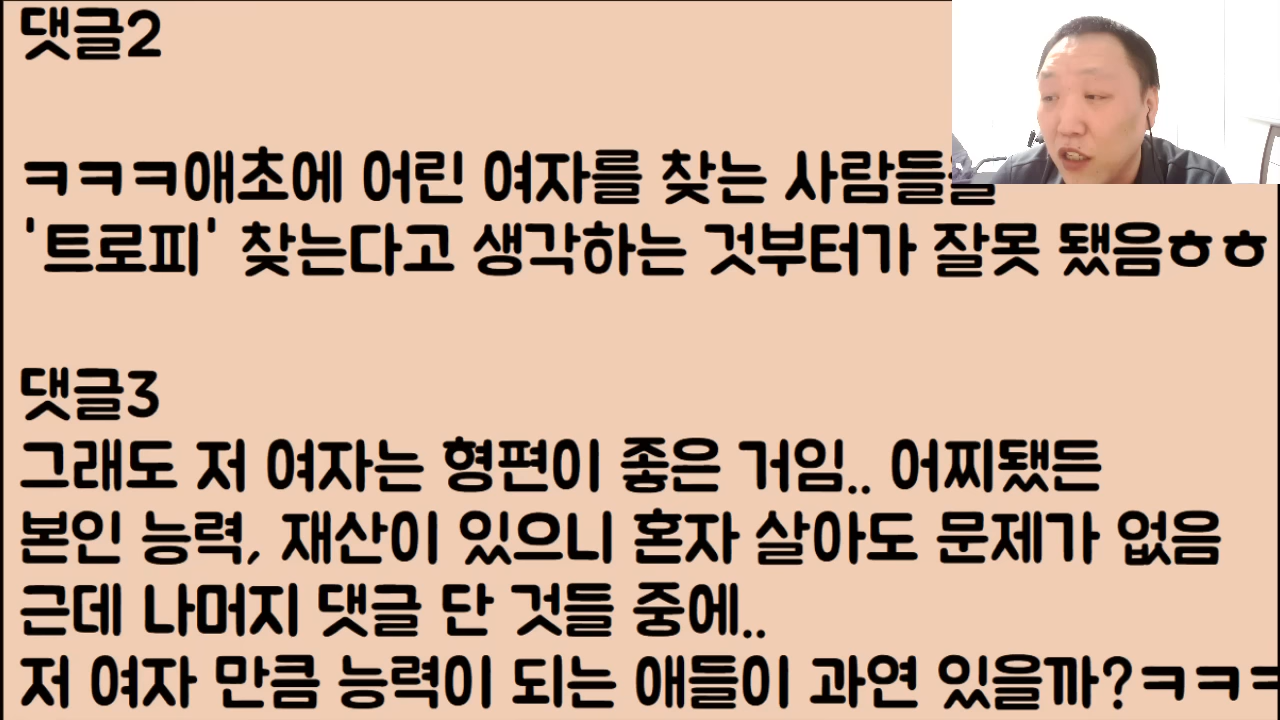 댓글2
ㅋㅋㅋ애초에 어린 여자를 찾는 사람들을
'트로피' 찾는다고 생각하는 것부터가 잘못 됐음ㅎㅎ
댓글3
그래도 저 여자는 형편이 좋은 거임.. 어찌됐든
본인 능력, 재산이 있으니 혼자 살아도 문제가 없음
근데 나머지 댓글 단 것들 중에..
저 여자 만큼 능력이 되는 애들이 과연 있을까?ㅋㅋㅋ